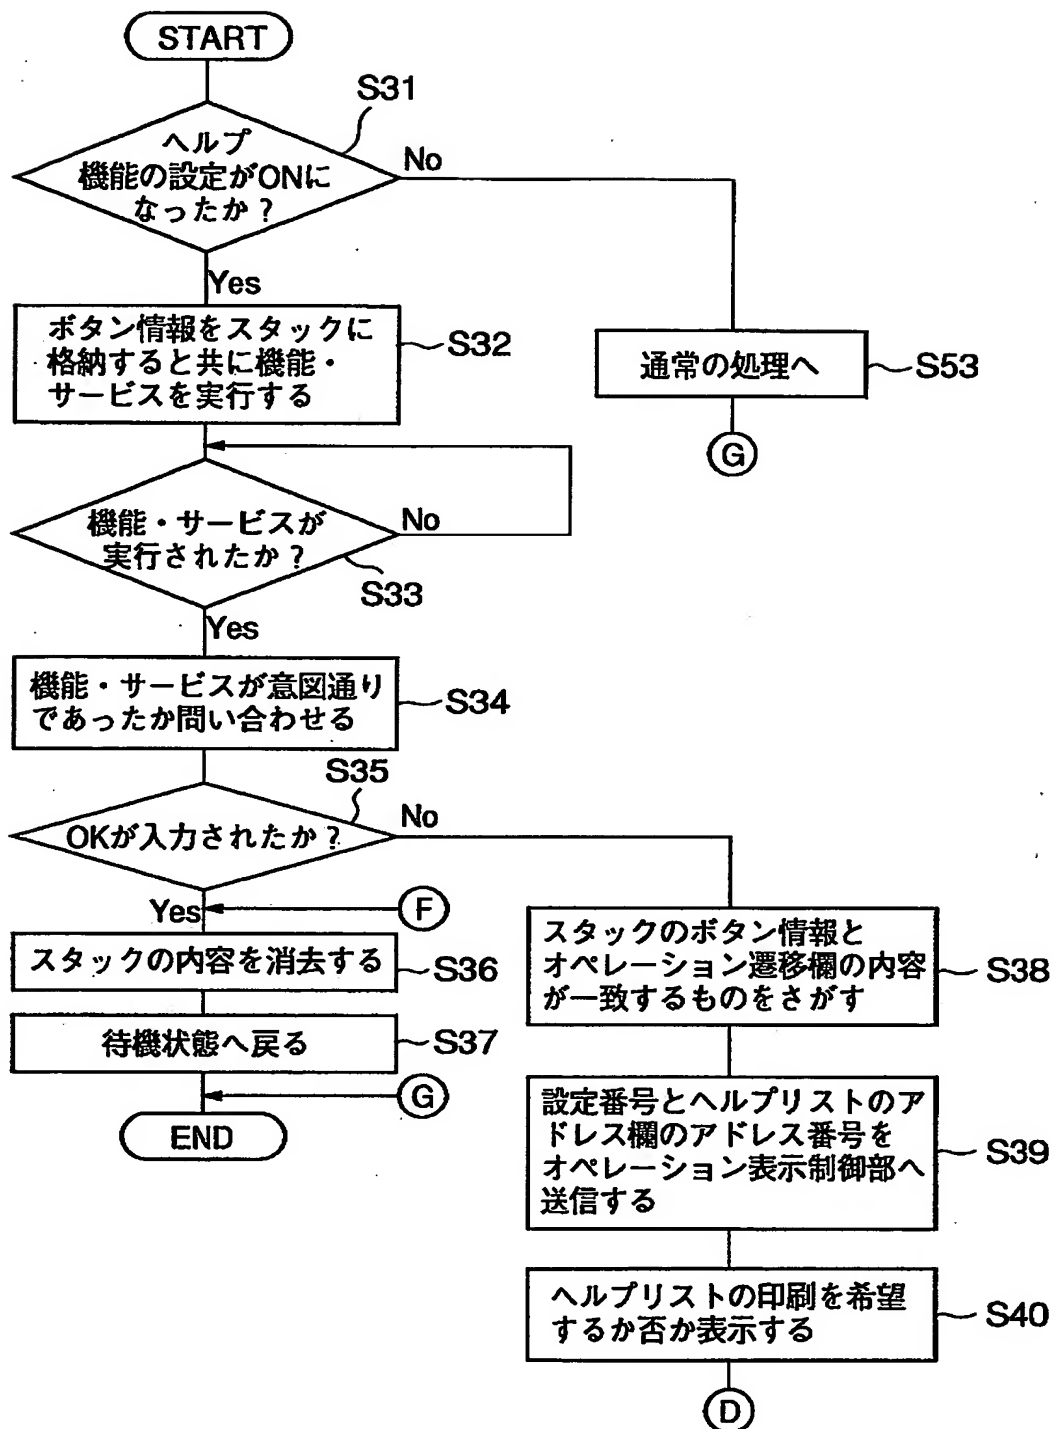 START
S31
ヘルプ
機能の設定がONに
なったか？
No
Yes
ボタン情報をスタックに
格納すると共に機能・
サービスを実行する
S32
通常の処理へ
S53
G
機能・サービスが
実行されたか？
No
S33
Yes
機能・サービスが意図通り
であったか問い合わせる
S34
S35
OKが入力されたか？
No
Yes
F
スタックの内容を消去する
S36
待機状態へ戻る
S37
G
END
スタックのボタン情報と
オペレーション遷移欄の内容
が一致するものをさがす
S38
設定番号とヘルプリストのア
ドレス欄のアドレス番号を
オペレーション表示制御部へ
送信する
S39
ヘルプリストの印刷を希望
するか否か表示する
S40
D